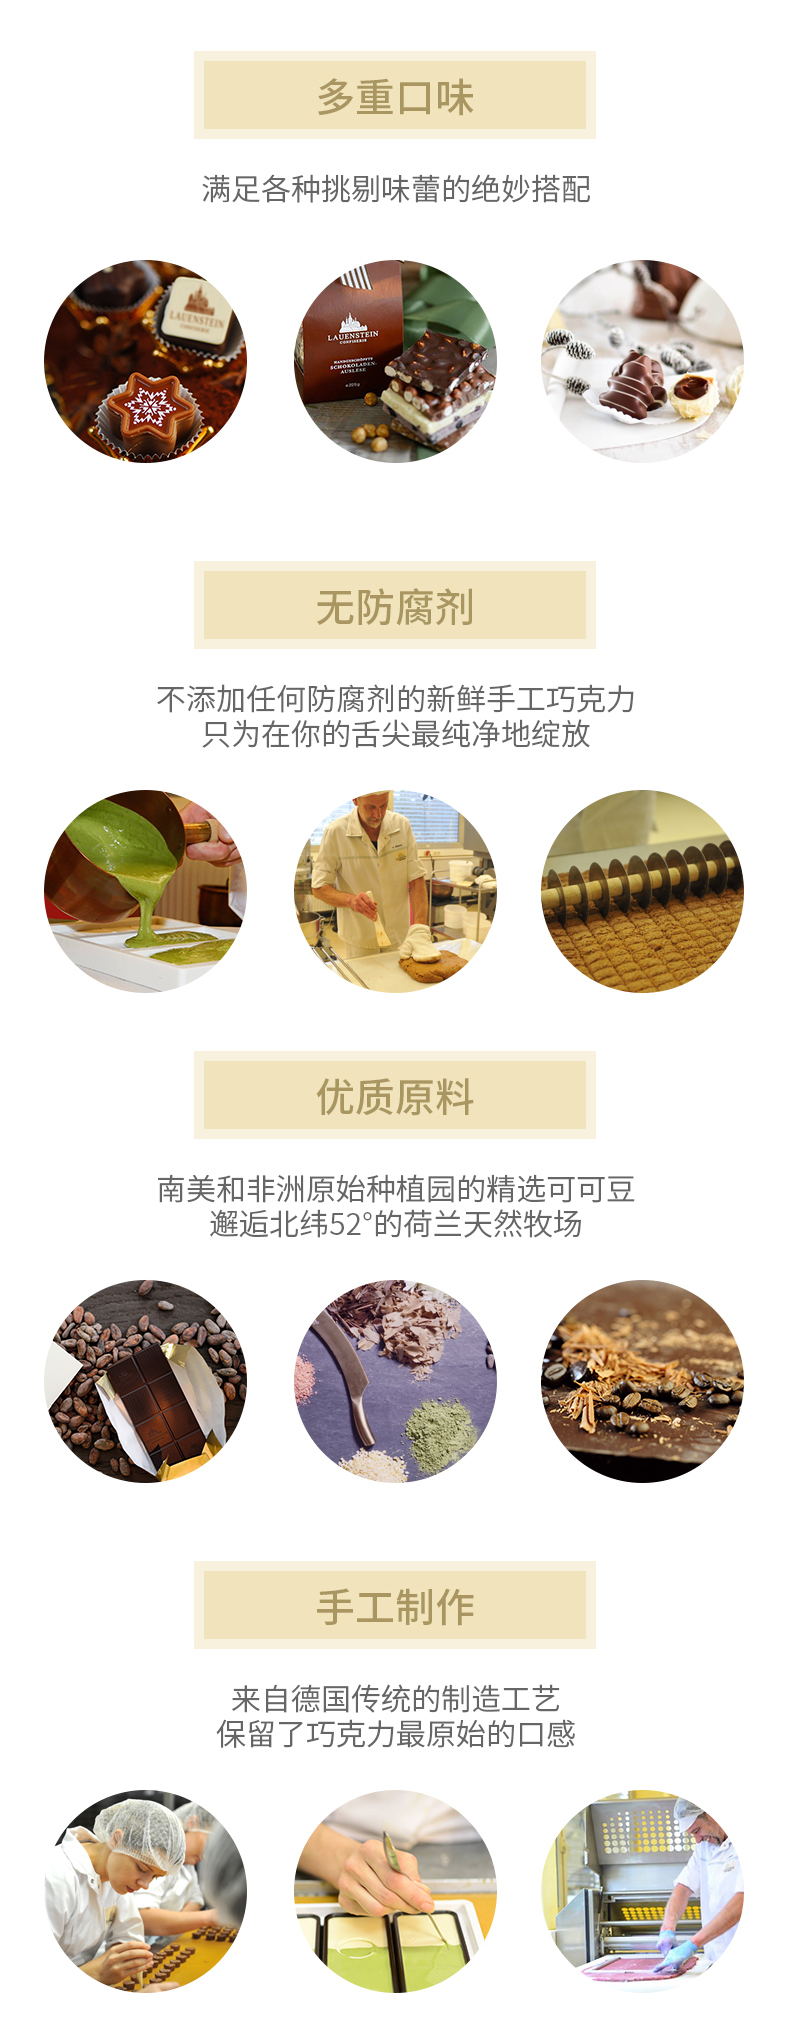 多重口味
满足各种挑剔味蕾的绝妙搭配
LAUENSTEIN
CONFISERIE
LAUENSTEIN
CONFISERIE
HANDGESCHÖPFTE
SCHOKOLADEN-
AUSLESE
无防腐剂
不添加任何防腐剂的新鲜手工巧克力
只为在你的舌尖最纯净地绽放
优质原料
南美和非洲原始种植园的精选可可豆
邂逅北纬52°的荷兰天然牧场
手工制作
来自德国传统的制造工艺
保留了巧克力最原始的口感